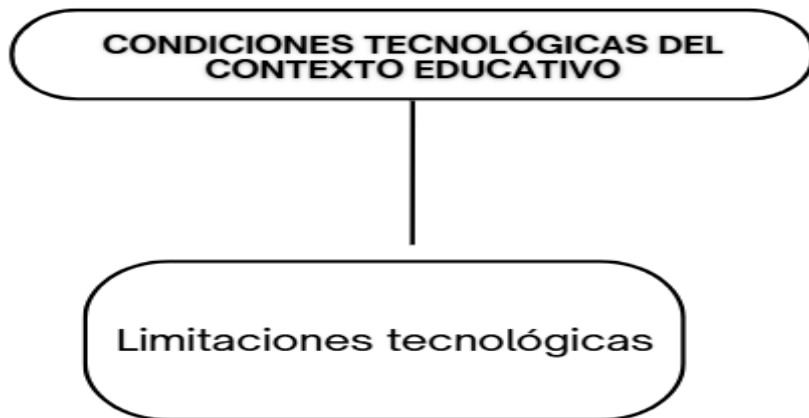 CONDICIONES TECNOLÓGICAS DEL
CONTEXTO EDUCATIVO
Limitaciones tecnológicas